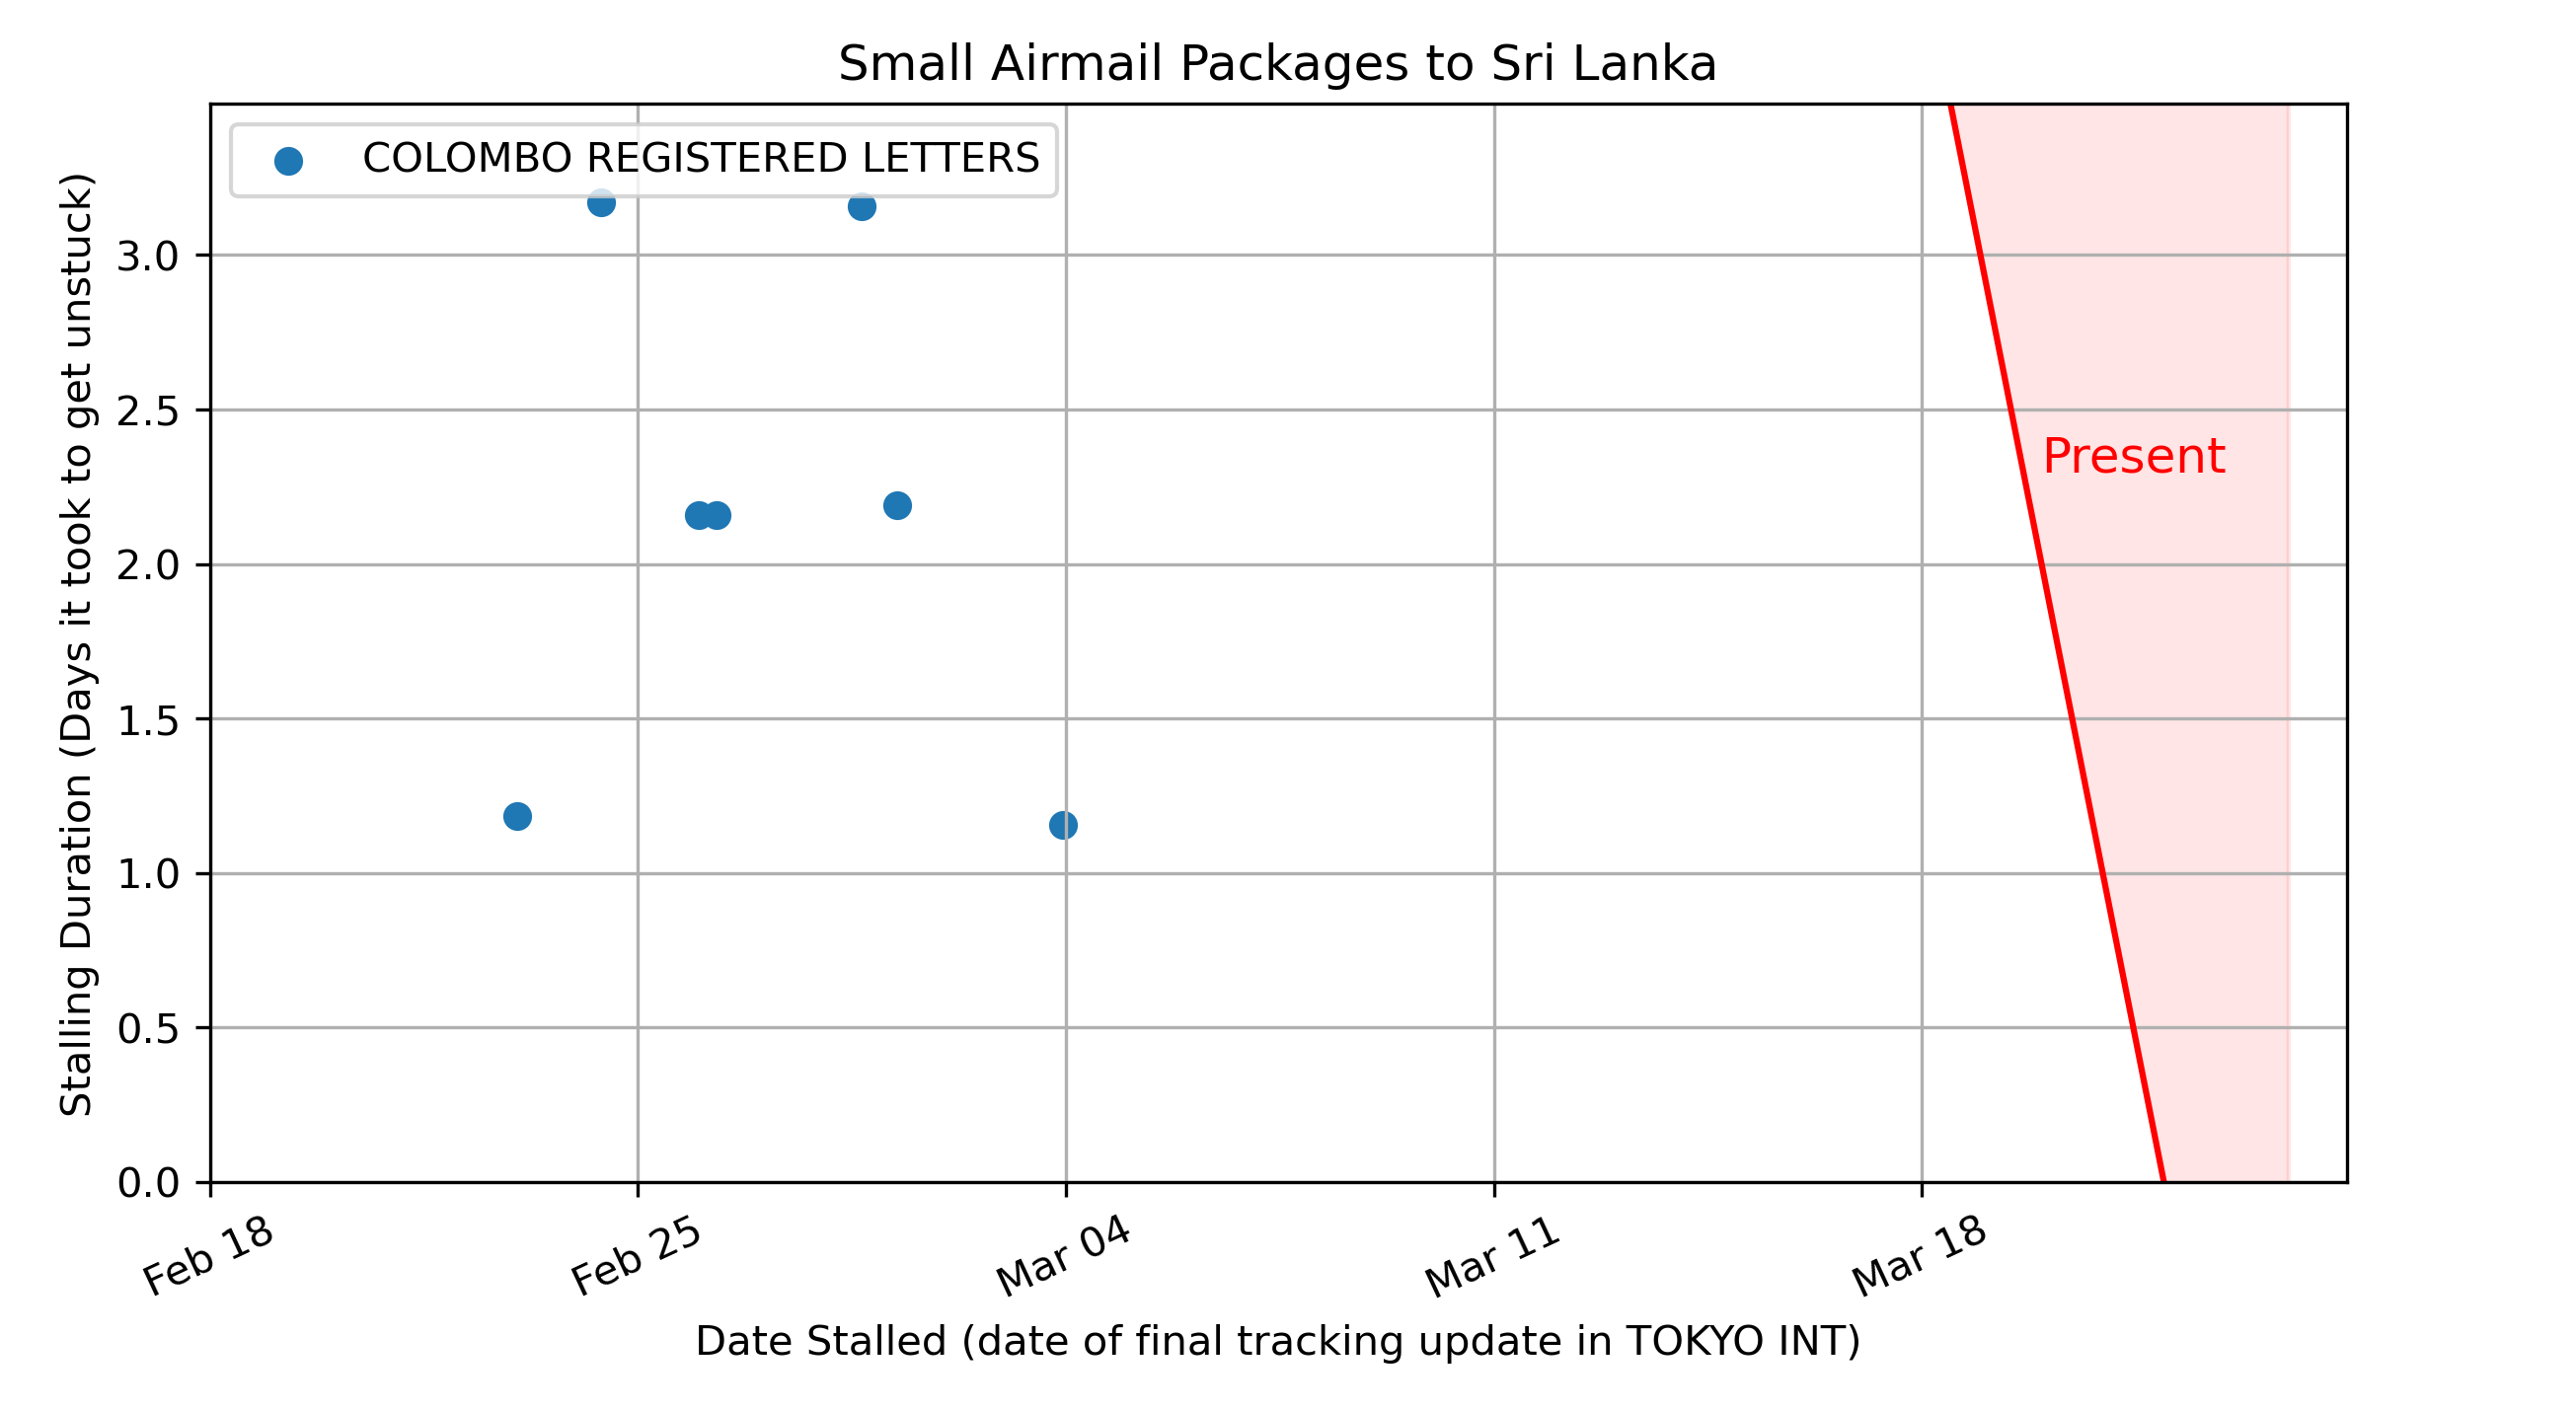 Small Airmail Packages to Sri Lanka
COLOMBO REGISTERED LETTERS
Stalling Duration (Days it took to get unstuck)
3.0
2.5
2.0
1.5
1.0
0.5
0.0
Present
Feb 18
Feb 25
Mar 04
Mar 11
Mar 18
Date Stalled (date of final tracking update in TOKYO INT)